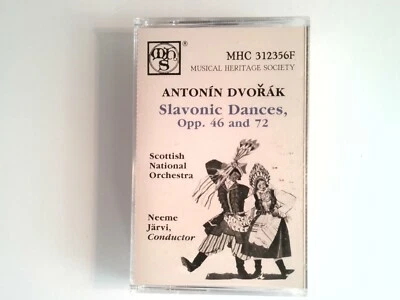 MHS
®
MHC 312356F
MUSICAL HERITAGE SOCIETY
ANTONÍN DVOŘÁK
Slavonic Dances,
Opp. 46 and 72
Scottish
National
Orchestra
Neeme
Järvi,
Conductor